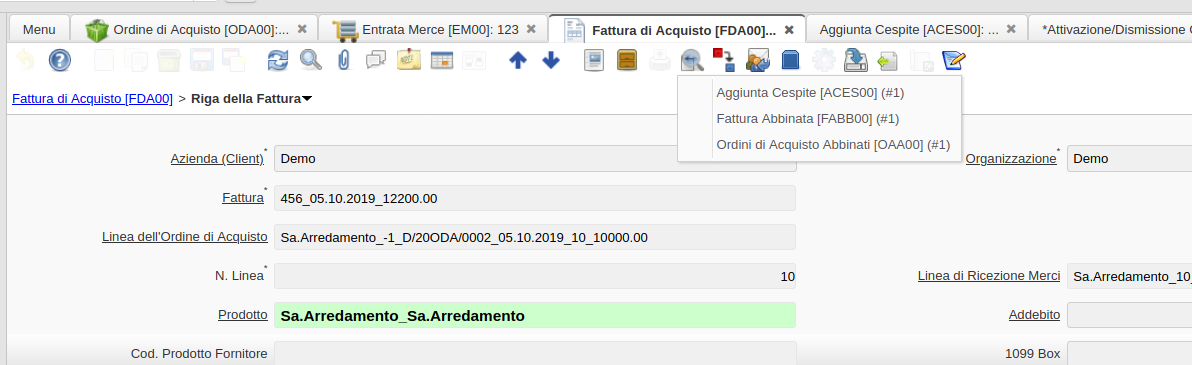 Menu Ordine di Acquisto [ODA00]:... Entrata Merce [EM00]: 123 Fattura di Acquisto [FDA00]... Aggiunta Cespite [ACES00]: ... *Attivazione/Dismissione
Aggiunta Cespite [ACES00] (#1)
Fattura Abbinata [FABB00] (#1)
Ordini di Acquisto Abbinati [OAA00] (#1)
Fattura di Acquisto [FDA00] > Riga della Fattura
Azienda (Client)* Demo Organizzazione* Demo
Fattura* 456_05.10.2019_12200.00
Linea dell'Ordine di Acquisto Sa.Arredamento_-1_D/20ODA/0002_05.10.2019_10_10000.00
N. Linea* 10 Linea di Ricezione Merci Sa.Arredamento_10_
Prodotto Sa.Arredamento_Sa.Arredamento Addebito
Cod. Prodotto Fornitore 1099 Box